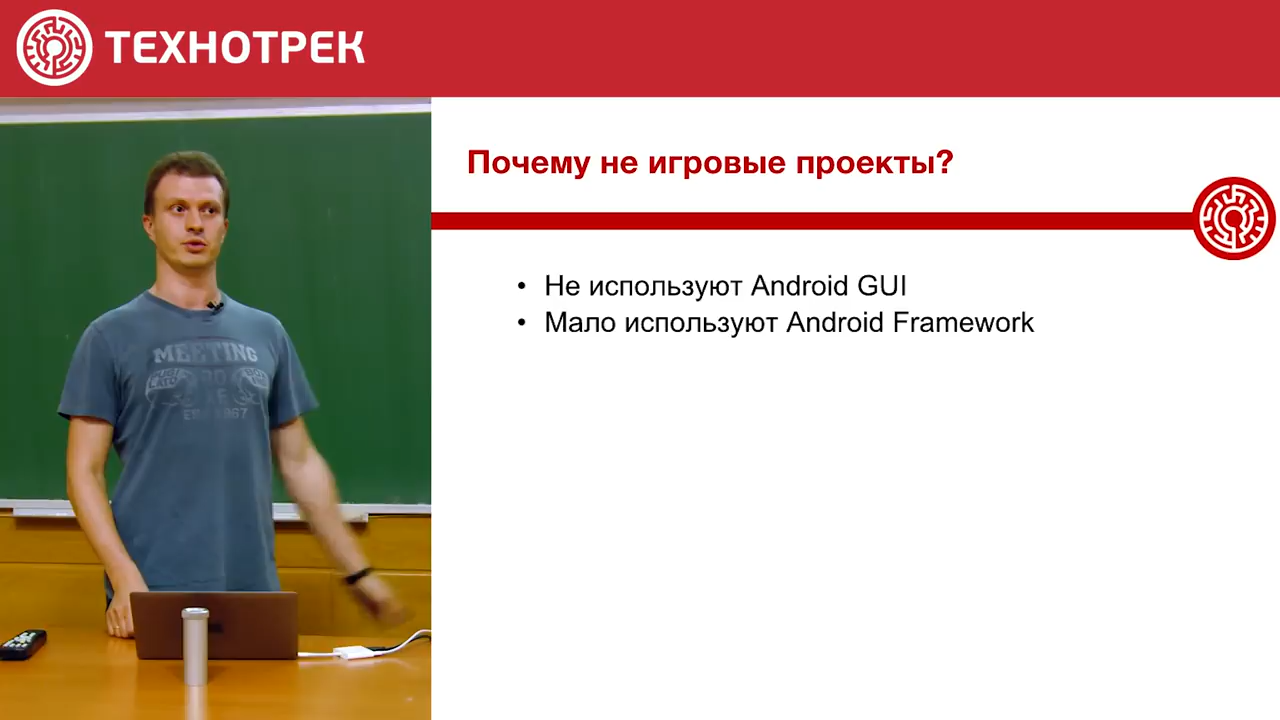 ТЕХНОТРЕК
Почему не игровые проекты?
• Не используют Android GUI
• Мало используют Android Framework
MEETING